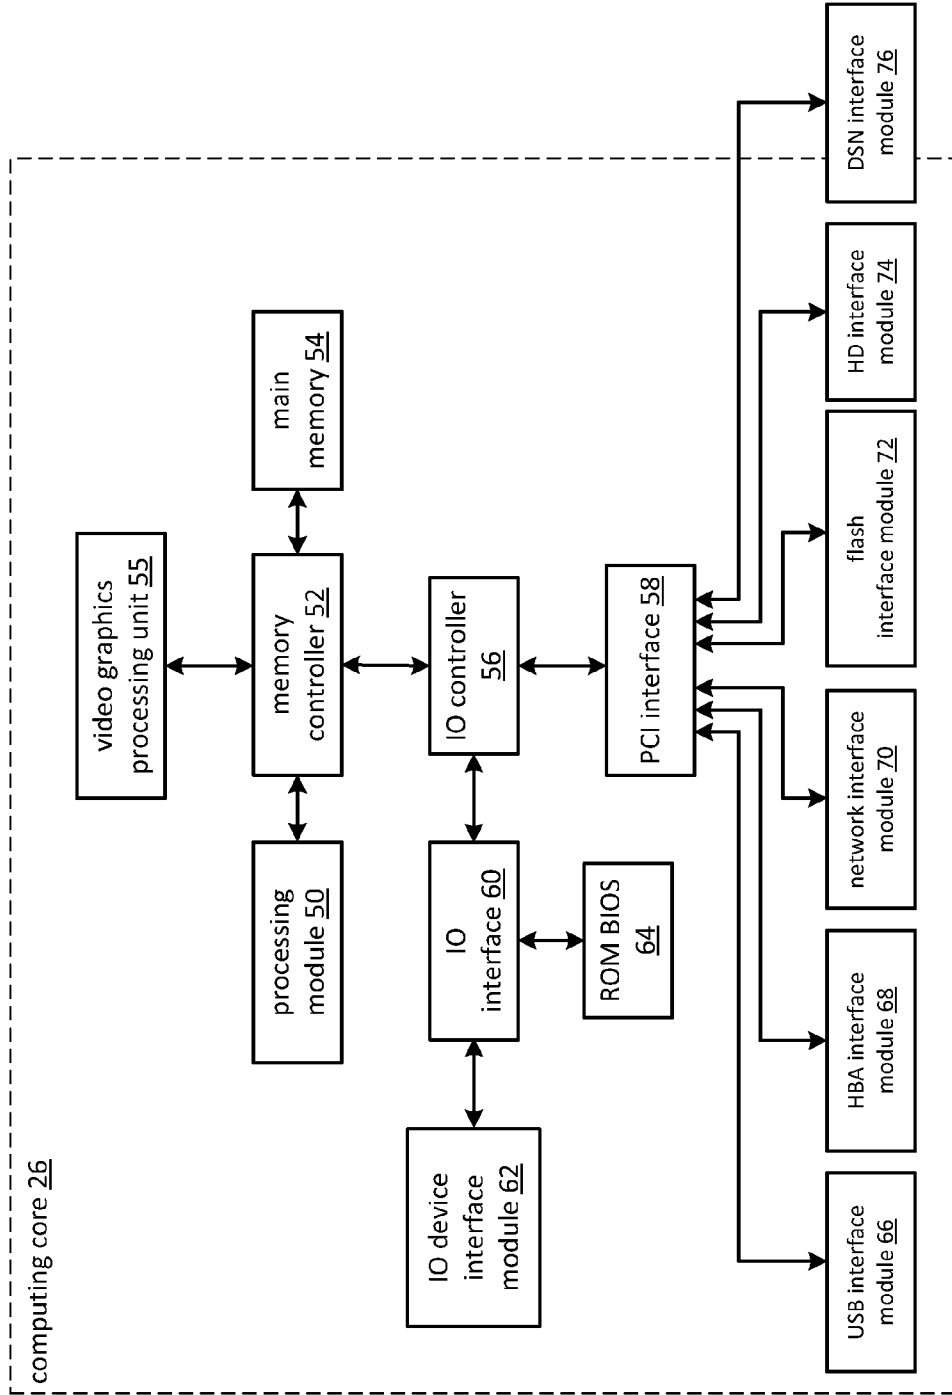 computing core 26
video graphics
processing unit 55
processing
module 50
memory
controller 52
main
memory 54
IO device
interface
module 62
IO
interface 60
IO controller
56
ROM BIOS
64
PCI interface 58
USB interface
module 66
HBA interface
module 68
network interface
module 70
flash
interface module 72
HD interface
module 74
DSN interface
module 76